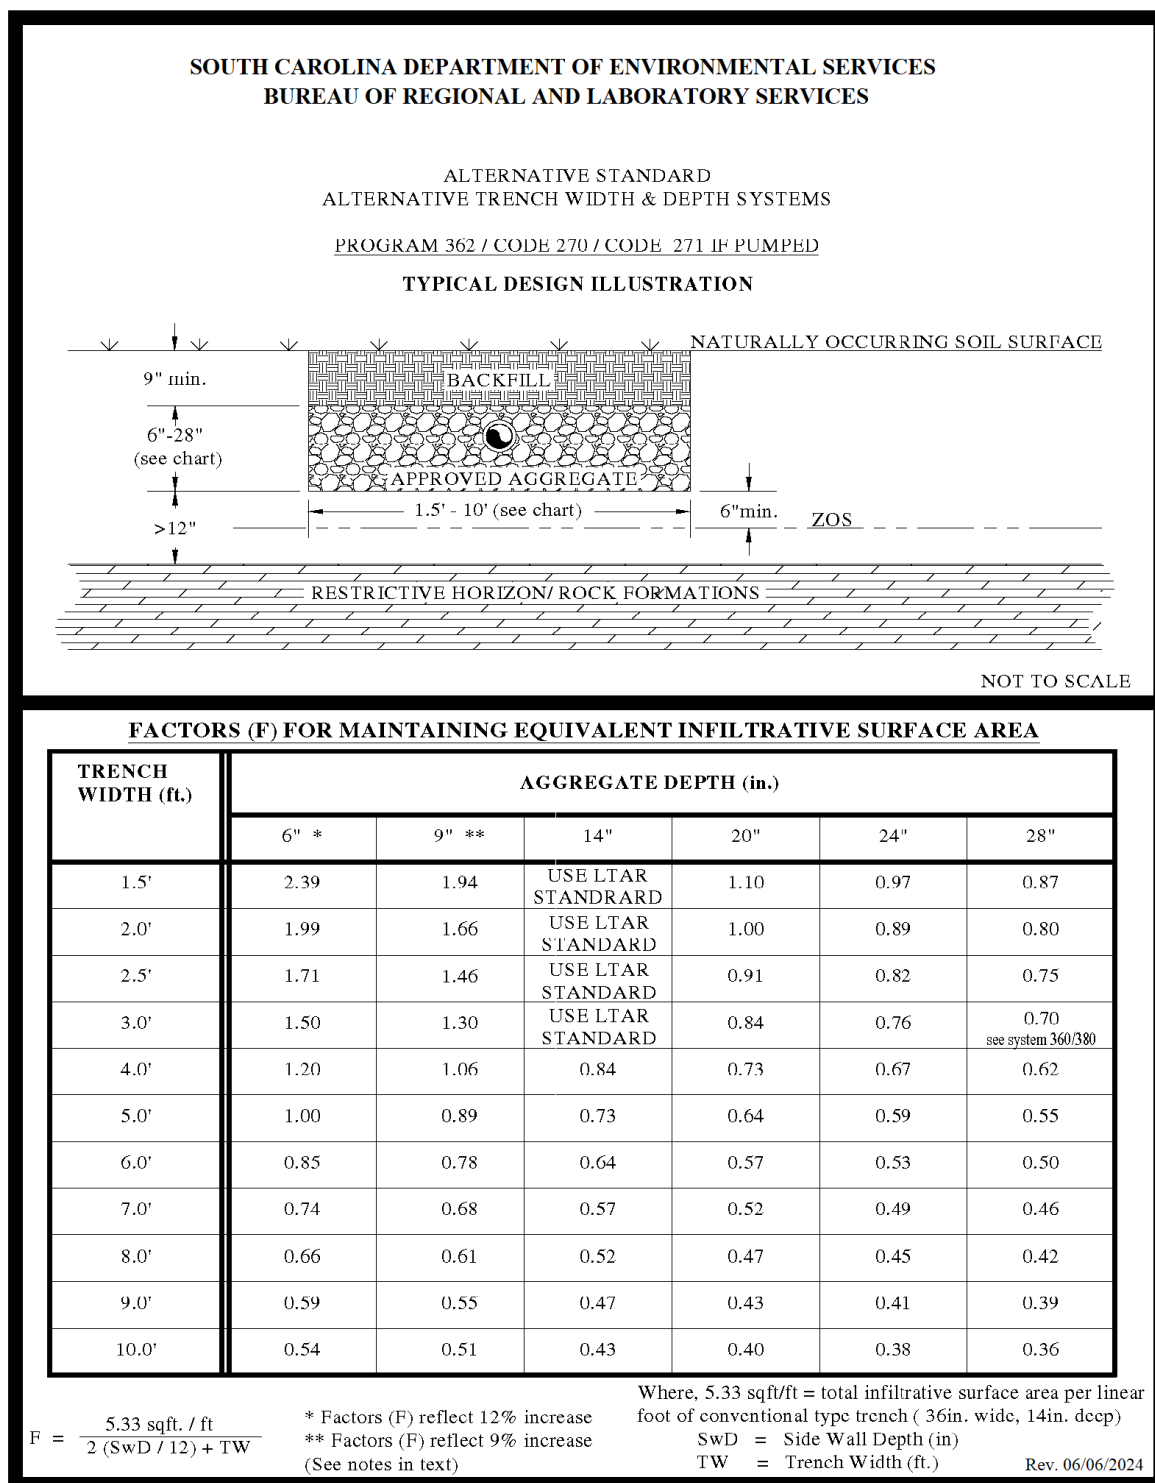 SOUTH CAROLINA DEPARTMENT OF ENVIRONMENTAL SERVICES
BUREAU OF REGIONAL AND LABORATORY SERVICES
ALTERNATIVE STANDARD
ALTERNATIVE TRENCH WIDTH & DEPTH SYSTEMS
PROGRAM 362 / CODE 270 / CODE 271 IF PUMPED
TYPICAL DESIGN ILLUSTRATION
NATURALLY OCCURRING SOIL SURFACE
9" min.
BACKFILL
6"-28"
(see chart)
APPROVED AGGREGATE
1.5' - 10' (see chart)
6"min.
ZOS
>12"
RESTRICTIVE HORIZON/ ROCK FORMATIONS
NOT TO SCALE
FACTORS (F) FOR MAINTAINING EQUIVALENT INFILTRATIVE SURFACE AREA
TRENCH
WIDTH (ft.)
AGGREGATE DEPTH (in.)
6" * 9" ** 14" 20" 24" 28"
1.5' 2.39 1.94 USE LTAR STANDRARD 1.10 0.97 0.87
2.0' 1.99 1.66 USE LTAR STANDARD 1.00 0.89 0.80
2.5' 1.71 1.46 USE LTAR STANDARD 0.91 0.82 0.75
3.0' 1.50 1.30 USE LTAR STANDARD 0.84 0.76 0.70 see system 360/380
4.0' 1.20 1.06 0.84 0.73 0.67 0.62
5.0' 1.00 0.89 0.73 0.64 0.59 0.55
6.0' 0.85 0.78 0.64 0.57 0.53 0.50
7.0' 0.74 0.68 0.57 0.52 0.49 0.46
8.0' 0.66 0.61 0.52 0.47 0.45 0.42
9.0' 0.59 0.55 0.47 0.43 0.41 0.39
10.0' 0.54 0.51 0.43 0.40 0.38 0.36
F = 5.33 sqft. / ft
2 (SwD / 12) + TW
* Factors (F) reflect 12% increase
** Factors (F) reflect 9% increase
(See notes in text)
Where, 5.33 sqft/ft = total infiltrative surface area per linear
foot of conventional type trench ( 36in. wide, 14in. deep)
SwD = Side Wall Depth (in)
TW = Trench Width (ft.)
Rev. 06/06/2024